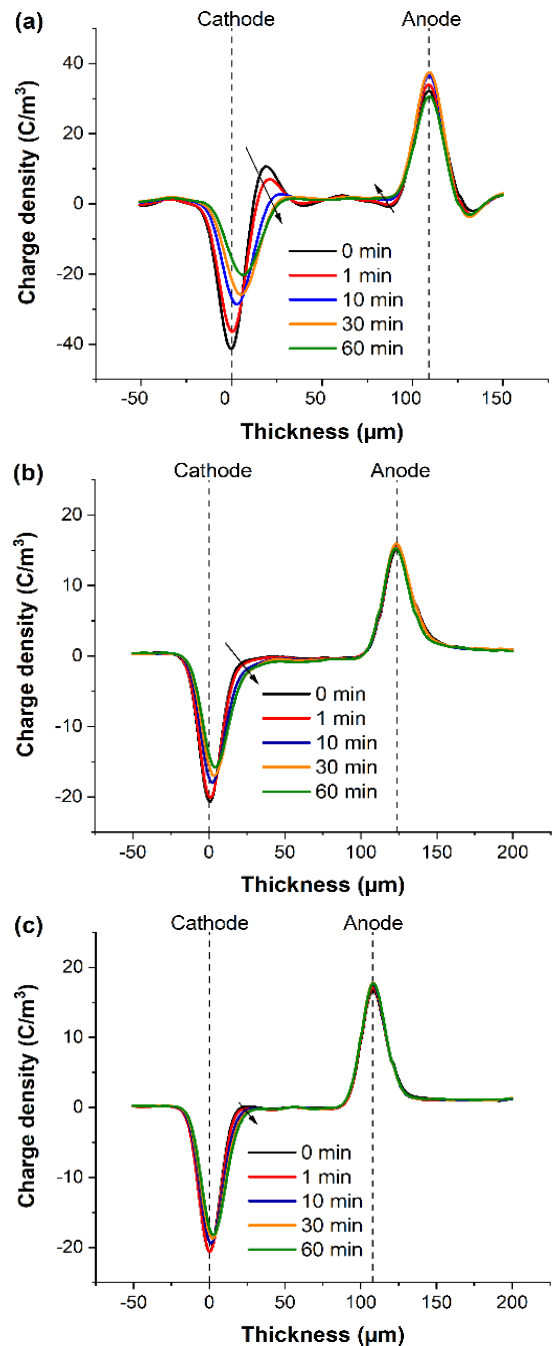 (a)
Cathode
Anode
Charge density (C/m³)
40
20
0
-20
-40
0 min
1 min
10 min
30 min
60 min
-50
0
50
100
150
Thickness (µm)
(b)
Cathode
Anode
Charge density (C/m³)
20
10
0
-10
-20
0 min
1 min
10 min
30 min
60 min
-50
0
50
100
150
200
Thickness (µm)
(c)
Cathode
Anode
Charge density (C/m³)
20
10
0
-10
-20
0 min
1 min
10 min
30 min
60 min
-50
0
50
100
150
200
Thickness (µm)